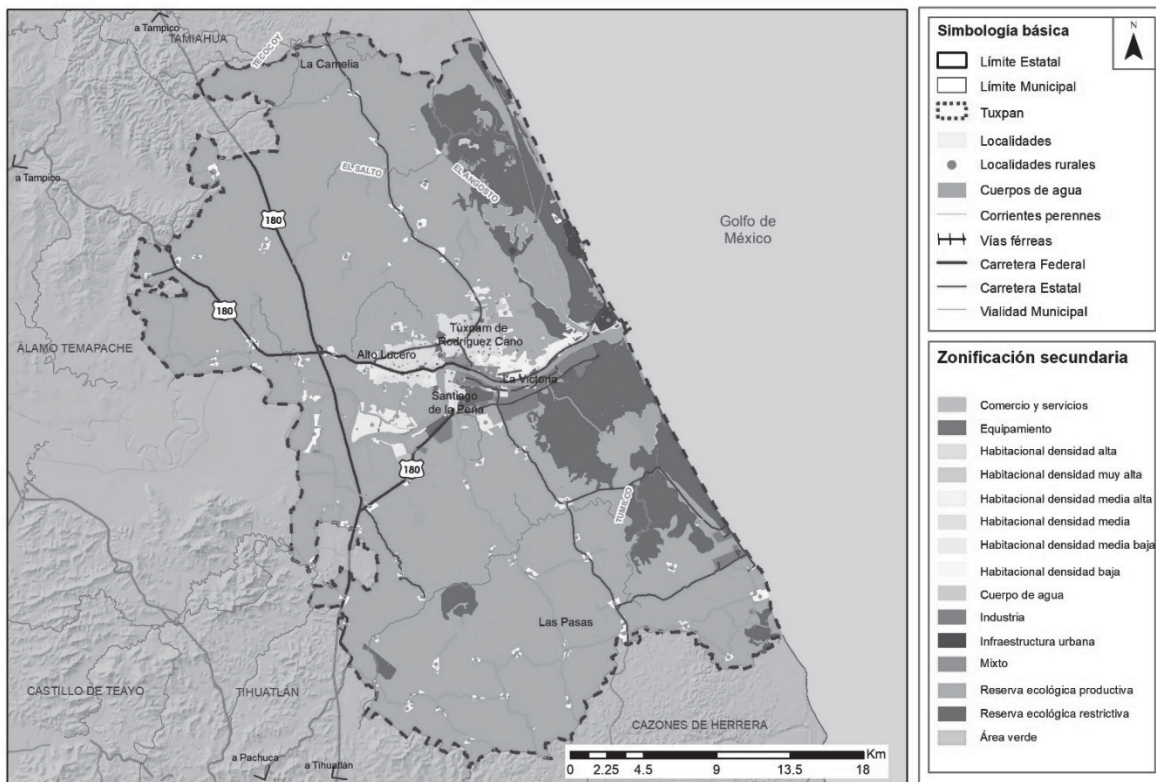 a Tampico
TAMIAHUA
TECOCOY
La Camelia
a Tampico
EL SALTO
EL ANGOSTO
180
Golfo de
México
180
Túxpam de
Rodríguez Cano
ÁLAMO TEMAPACHE
Alto Lucero
La Victoria
Santiago
de la Peña
180
TUMILCO
Las Pasas
CASTILLO DE TEAYO
TIHUATLÁN
CAZONES DE HERRERA
a Pachuca
a Tihuatlán
Km
0 2.25 4.5 9 13.5 18
Simbología básica
N
Límite Estatal
Límite Municipal
Tuxpan
Localidades
Localidades rurales
Cuerpos de agua
Corrientes perennes
Vías férreas
Carretera Federal
Carretera Estatal
Vialidad Municipal
Zonificación secundaria
Comercio y servicios
Equipamiento
Habitacional densidad alta
Habitacional densidad muy alta
Habitacional densidad media alta
Habitacional densidad media
Habitacional densidad media baja
Habitacional densidad baja
Cuerpo de agua
Industria
Infraestructura urbana
Mixto
Reserva ecológica productiva
Reserva ecológica restrictiva
Área verde